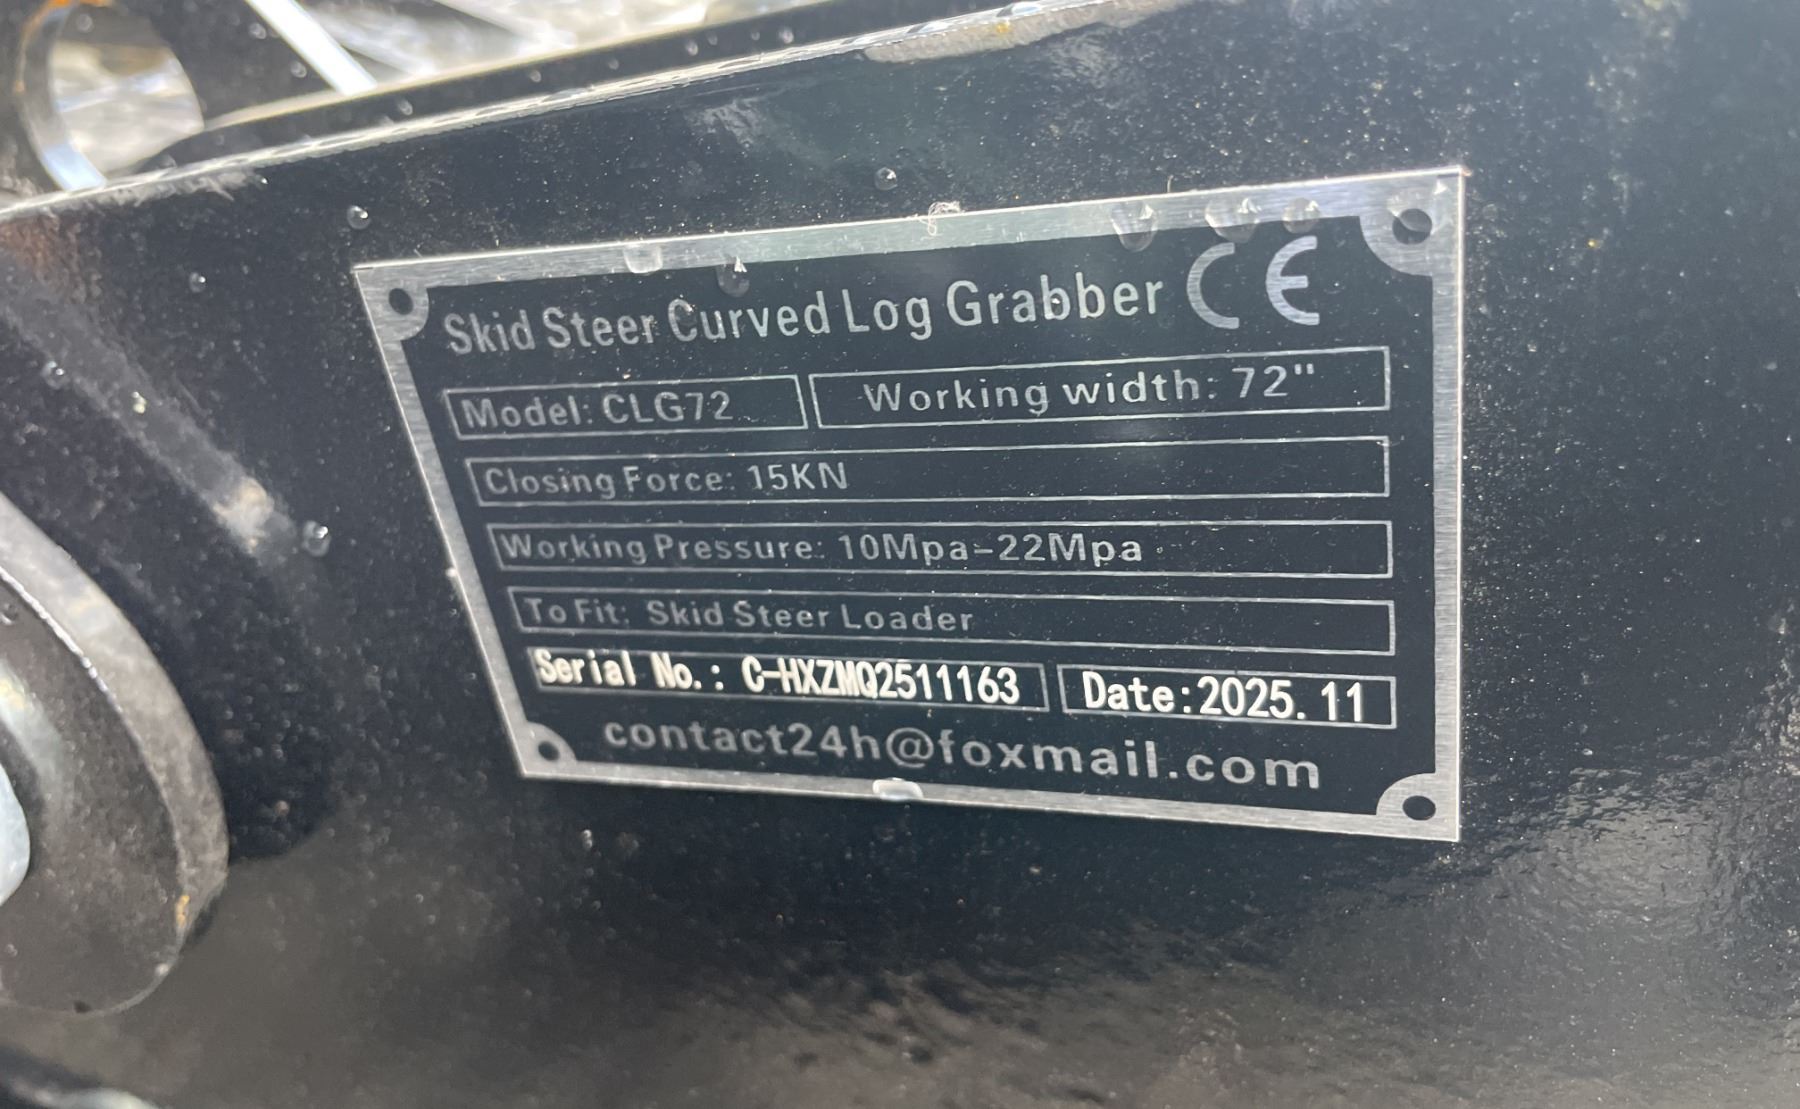 Skid Steer Curved Log Grabber CE
Model: CLG72 Working width: 72"
Closing Force: 15KN
Working Pressure: 10Mpa-22Mpa
To Fit: Skid Steer Loader
Serial No.: C-HXZMQ2511163 Date:2025.11
contact24h@foxmail.com